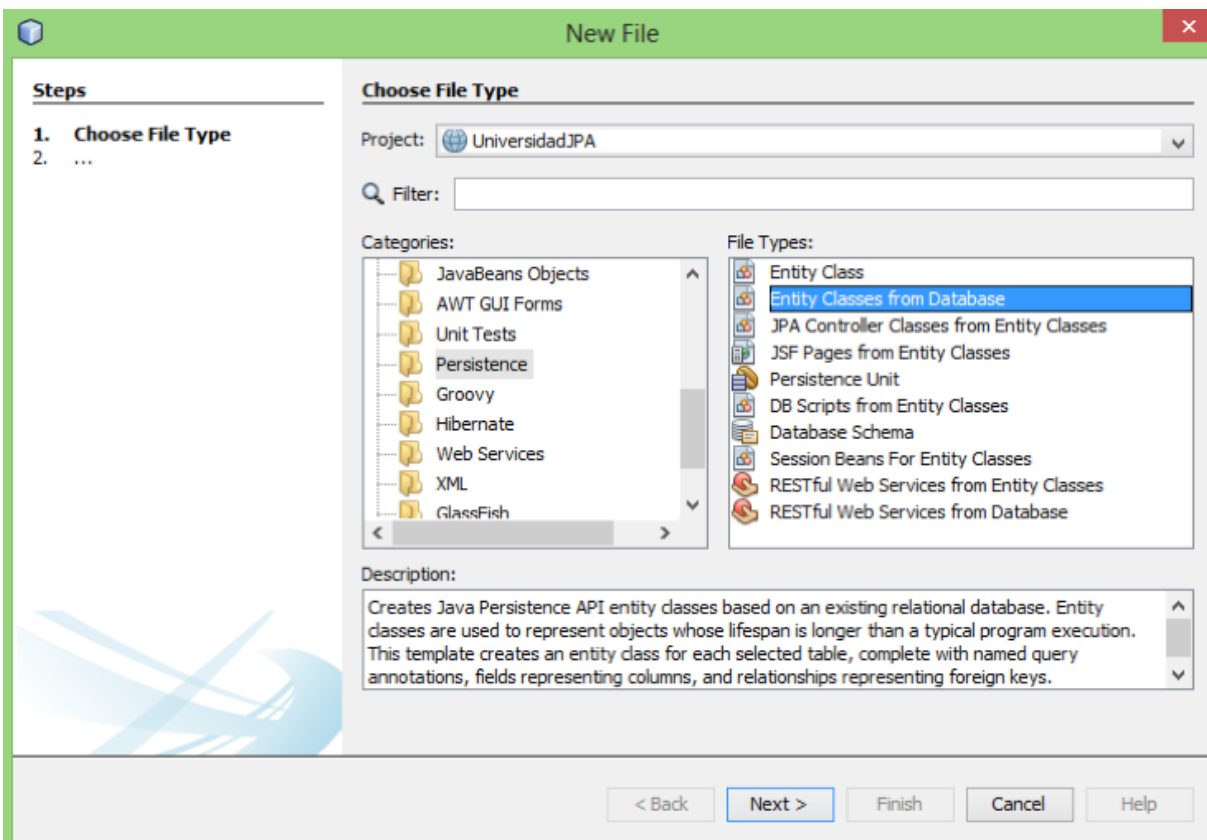 New File
Steps
1. Choose File Type
2. ...
Choose File Type
Project: UniversidadJPA
Filter:
Categories:
JavaBeans Objects
AWT GUI Forms
Unit Tests
Persistence
Groovy
Hibernate
Web Services
XML
GlassFish
File Types:
Entity Class
Entity Classes from Database
JPA Controller Classes from Entity Classes
JSF Pages from Entity Classes
Persistence Unit
DB Scripts from Entity Classes
Database Schema
Session Beans For Entity Classes
RESTful Web Services from Entity Classes
RESTful Web Services from Database
Description:
Creates Java Persistence API entity classes based on an existing relational database. Entity
classes are used to represent objects whose lifespan is longer than a typical program execution.
This template creates an entity class for each selected table, complete with named query
annotations, fields representing columns, and relationships representing foreign keys.
< Back Next > Finish Cancel Help